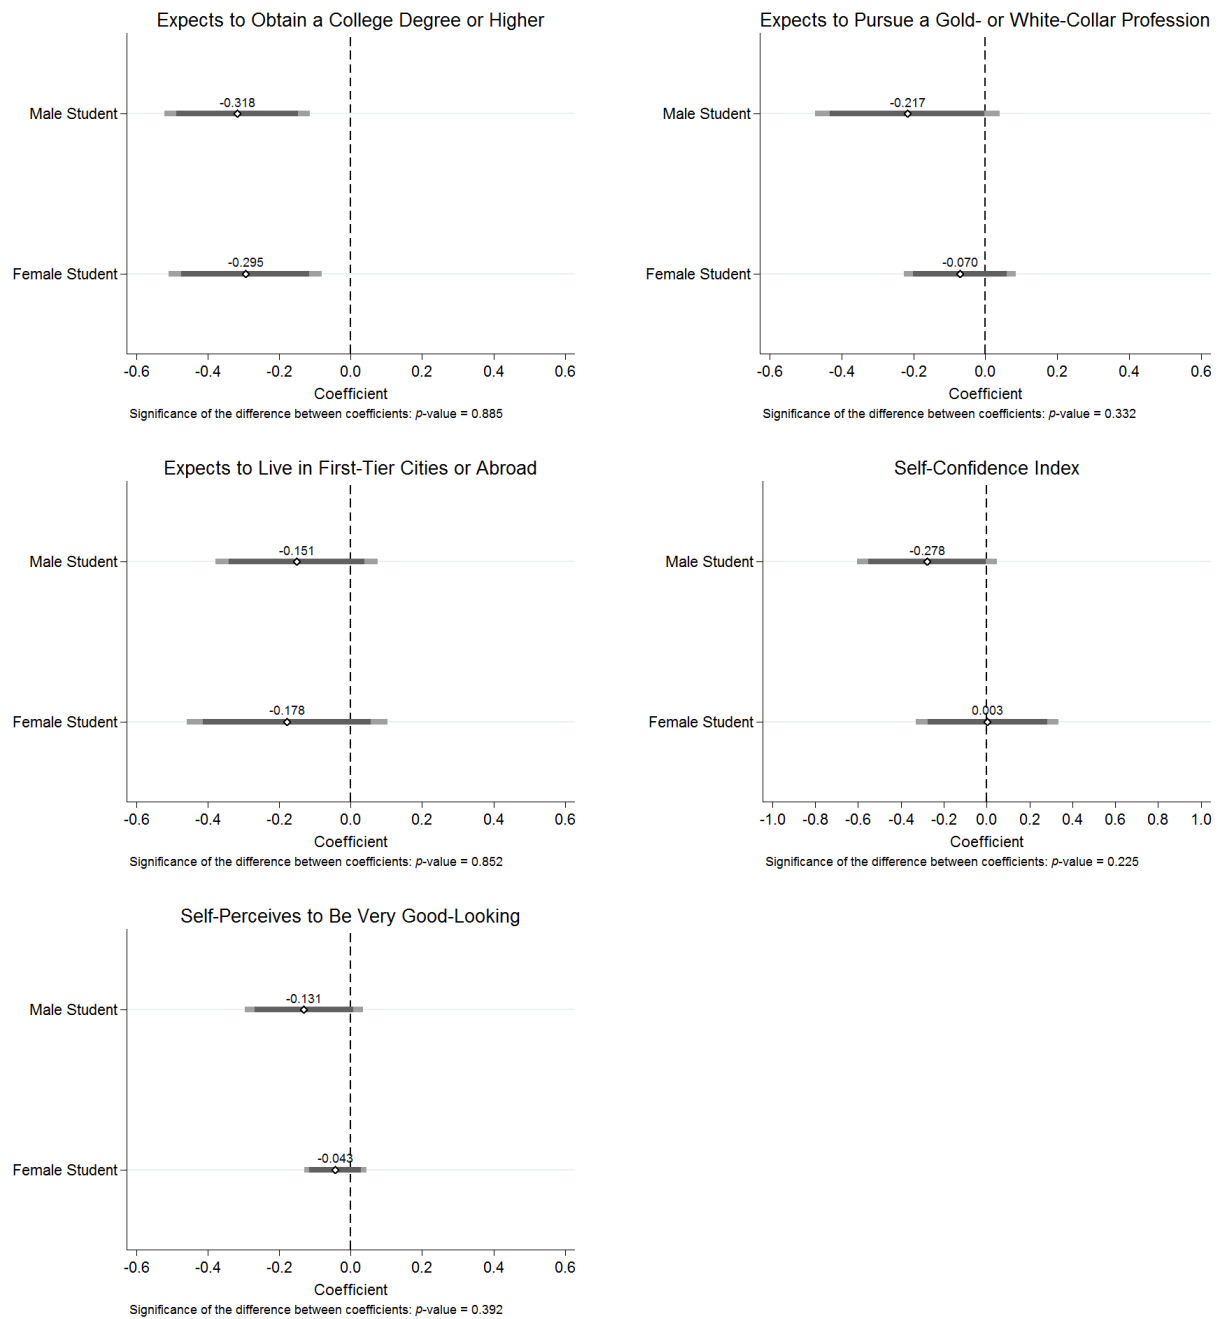 Expects to Obtain a College Degree or Higher
Male Student
-0.318
Female Student
-0.295
-0.6 -0.4 -0.2 0.0 0.2 0.4 0.6
Coefficient
Significance of the difference between coefficients: p-value = 0.885
Expects to Pursue a Gold- or White-Collar Profession
Male Student
-0.217
Female Student
-0.070
-0.6 -0.4 -0.2 0.0 0.2 0.4 0.6
Coefficient
Significance of the difference between coefficients: p-value = 0.332
Expects to Live in First-Tier Cities or Abroad
Male Student
-0.151
Female Student
-0.178
-0.6 -0.4 -0.2 0.0 0.2 0.4 0.6
Coefficient
Significance of the difference between coefficients: p-value = 0.852
Self-Confidence Index
Male Student
-0.278
Female Student
0.003
-1.0 -0.8 -0.6 -0.4 -0.2 0.0 0.2 0.4 0.6 0.8 1.0
Coefficient
Significance of the difference between coefficients: p-value = 0.225
Self-Perceives to Be Very Good-Looking
Male Student
-0.131
Female Student
-0.043
-0.6 -0.4 -0.2 0.0 0.2 0.4 0.6
Coefficient
Significance of the difference between coefficients: p-value = 0.392